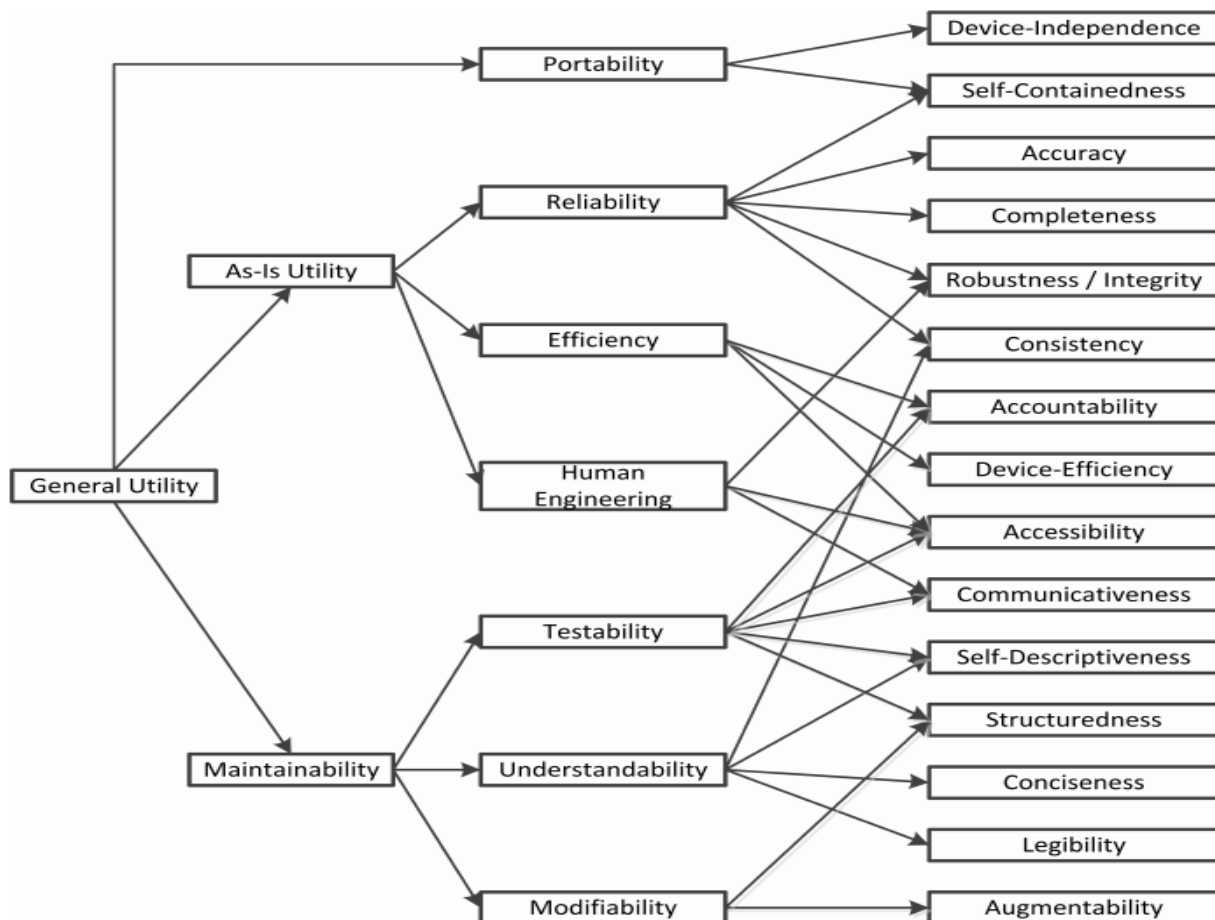 Device-Independence
Portability
Self-Containedness
Accuracy
Reliability
Completeness
As-Is Utility
Robustness / Integrity
Efficiency
Consistency
Accountability
Human
Engineering
Device-Efficiency
General Utility
Accessibility
Communicativeness
Testability
Self-Descriptiveness
Structuredness
Maintainability
Understandability
Conciseness
Legibility
Modifiability
Augmentability